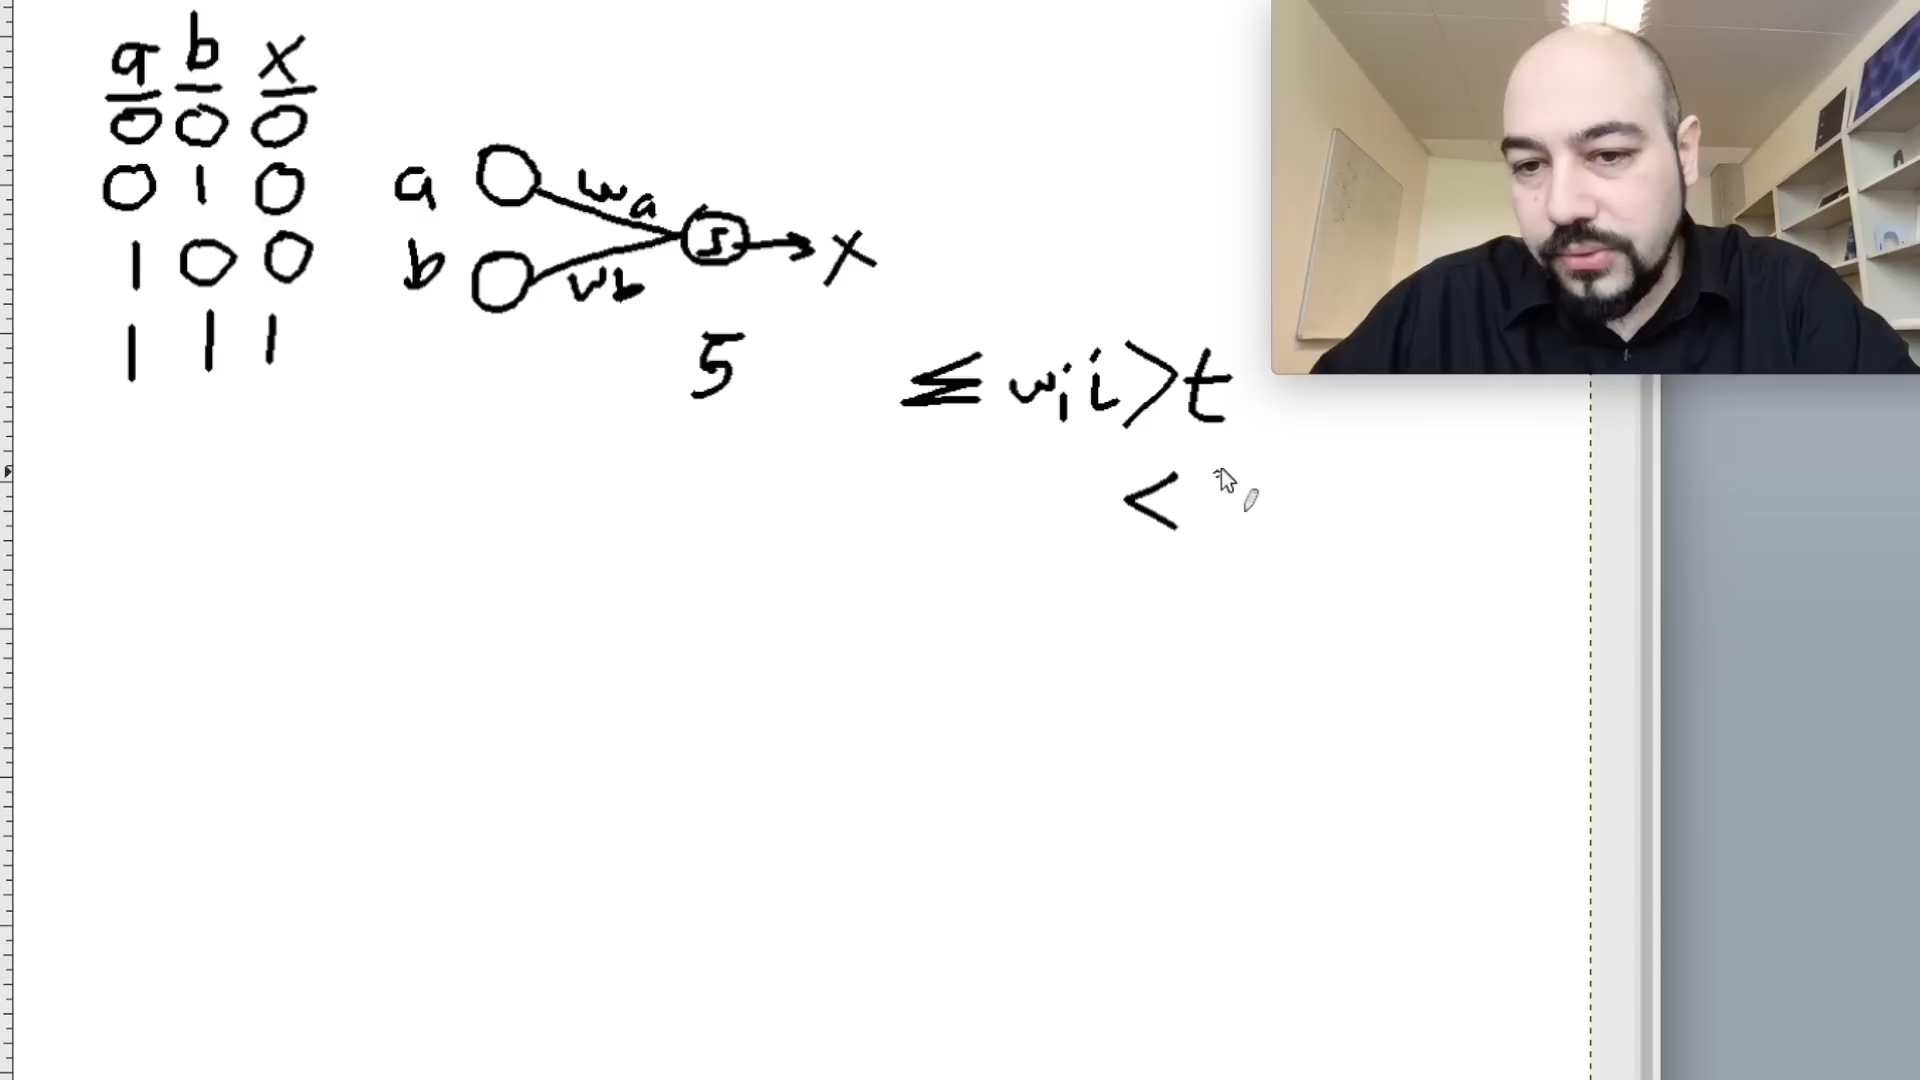 a b x
0 0 0
0 1 0
1 0 0
1 1 1
a wa
b wb
S x
5
≤ wi i > t
<